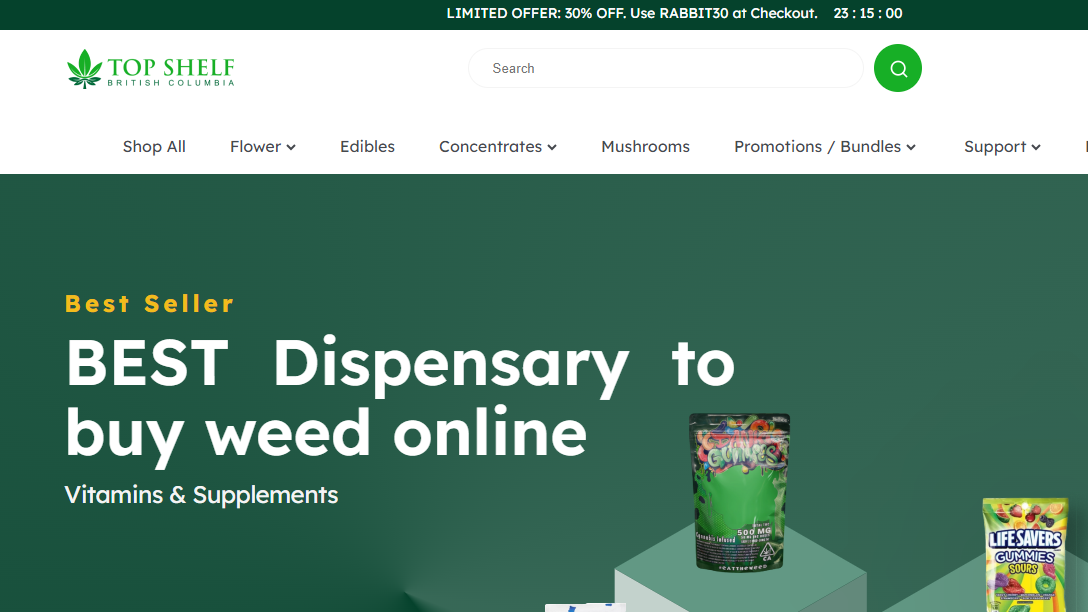 LIMITED OFFER: 30% OFF. Use RABBIT30 at Checkout. 23 : 15 : 00
TOP SHELF
BRITISH COLUMBIA
Search
Shop All Flower Edibles Concentrates Mushrooms Promotions / Bundles Support
Best Seller
BEST Dispensary to
buy weed online
Vitamins & Supplements
GUMMIES
500 MG
CA
LIFE SAVERS
GUMMIES
SOURS